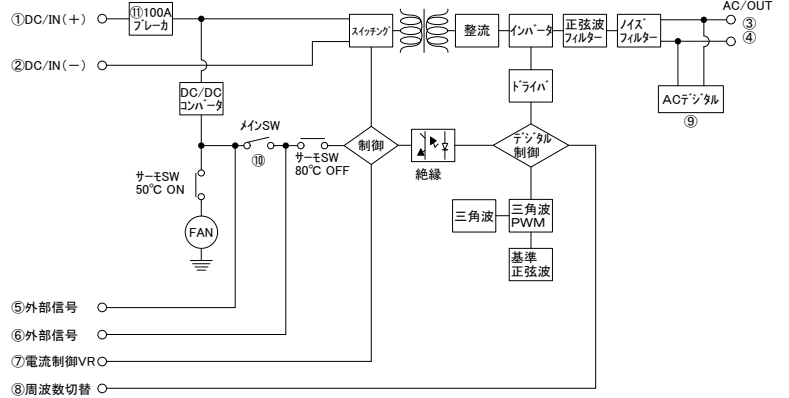 AC/OUT
①DC/IN(+)
⑪100A
ブレーカ
スイッチング
整流
インバータ
正弦波
フィルター
ノイズ
フィルター
③
④
②DC/IN(−)
DC/DC
コンバータ
ドライバ
ACデジタル
⑨
メインSW
⑩
サーモSW
80℃ OFF
制御
絶縁
デジタル
制御
サーモSW
50℃ ON
FAN
三角波
三角波
PWM
基準
正弦波
⑤外部信号
⑥外部信号
⑦電流制御VR
⑧周波数切替